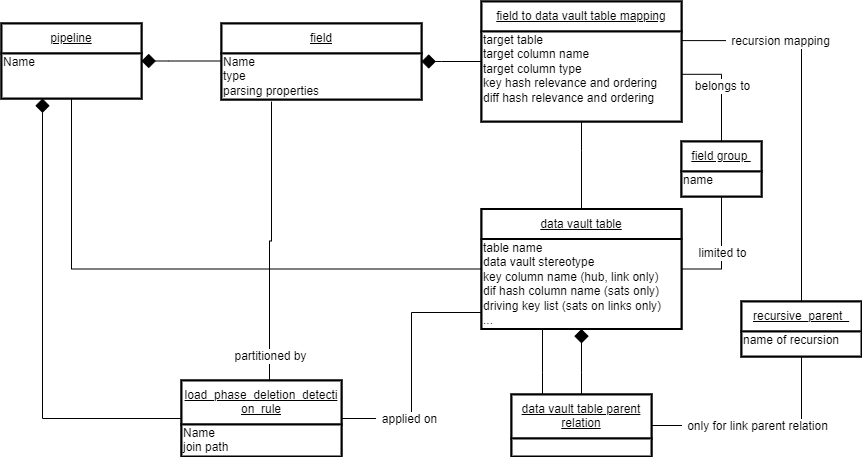 pipeline
Name
field
Name
type
parsing properties
field to data vault table mapping
target table
target column name
target column type
key hash relevance and ordering
diff hash relevance and ordering
recursion mapping
belongs to
field group
name
data vault table
table name
data vault stereotype
key column name (hub, link only)
dif hash column name (sats only)
driving key list (sats on links only)
...
limited to
recursive_parent
name of recursion
partitioned by
load_phase_deletion_detecti
on_rule
Name
join path
applied on
data vault table parent
relation
only for link parent relation